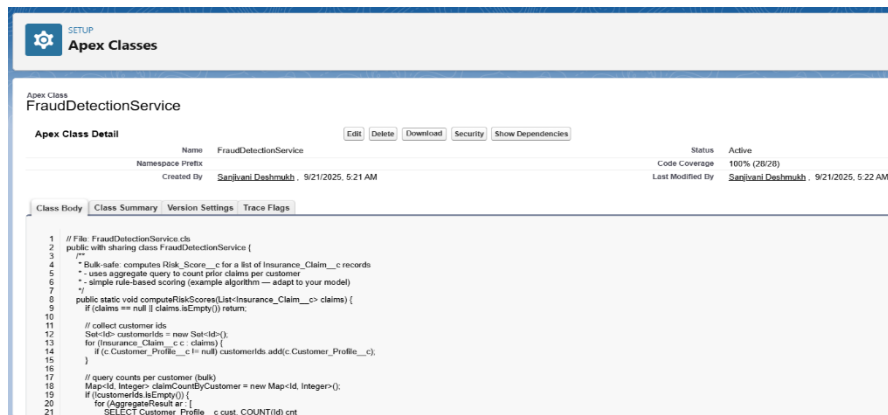 SETUP
Apex Classes
Apex Class
FraudDetectionService
Apex Class Detail
Edit Delete Download Security Show Dependencies
Name FraudDetectionService Status Active
Namespace Prefix Code Coverage 100% (28/28)
Created By Sanjivani Deshmukh , 9/21/2025, 5:21 AM Last Modified By Sanjivani Deshmukh , 9/21/2025, 5:22 AM
Class Body Class Summary Version Settings Trace Flags
1 // File: FraudDetectionService.cls
2 public with sharing class FraudDetectionService {
3 /**
4 * Bulk-safe: computes Risk_Score__c for a list of Insurance_Claim__c records
5 * - uses aggregate query to count prior claims per customer
6 * - simple rule-based scoring (example algorithm — adapt to your model)
7 */
8 public static void computeRiskScores(List<Insurance_Claim__c> claims) {
9 if (claims == null || claims.isEmpty()) return;
10
11 // collect customer ids
12 Set<Id> customerIds = new Set<Id>();
13 for (Insurance_Claim__c c : claims) {
14 if (c.Customer_Profile__c != null) customerIds.add(c.Customer_Profile__c);
15 }
16
17 // query counts per customer (bulk)
18 Map<Id, Integer> claimCountByCustomer = new Map<Id, Integer>();
19 if (!customerIds.isEmpty()) {
20 for (AggregateResult ar : [
21 SELECT Customer_Profile__c cust, COUNT(Id) cnt